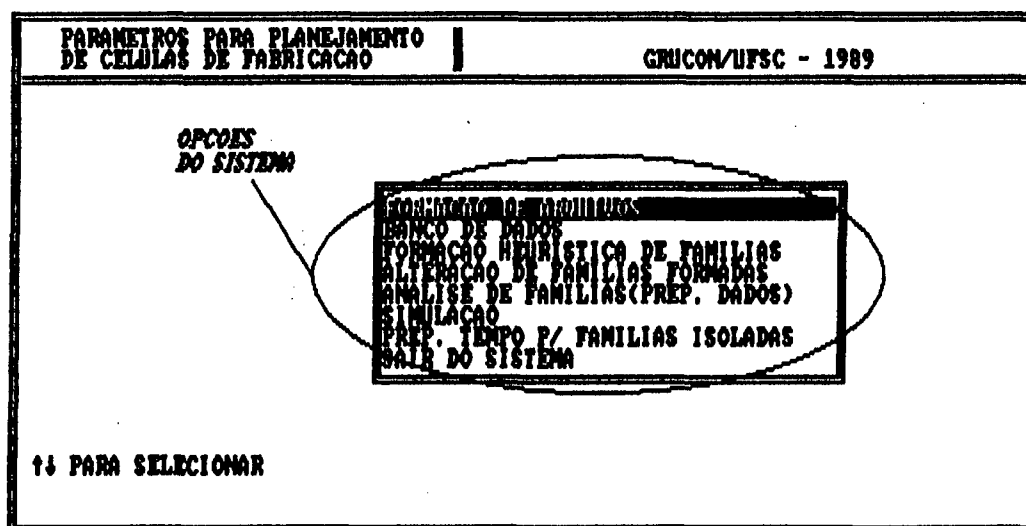 PARAMETROS PARA PLANEJAMENTO
DE CELULAS DE FABRICACAO
GRUCON/UFSC - 1989
OPCOES
DO SISTEMA
BANCO DE DADOS
FORMACAO HEURISTICA DE FAMILIAS
ALTERACAO DE FAMILIAS FORMADAS
ANALISE DE FAMILIAS(PREP. DADOS)
SIMULACAO
PREP. TEMPO P/ FAMILIAS ISOLADAS
SAIR DO SISTEMA
↑↓ PARA SELECIONAR